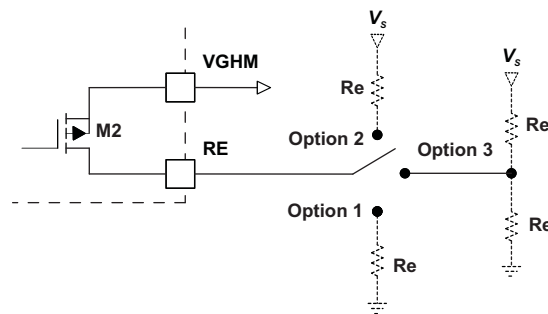 Vs
VGHM
Vs
Re
Re
M2
Option 2
RE
Option 3
Option 1
Re
Re